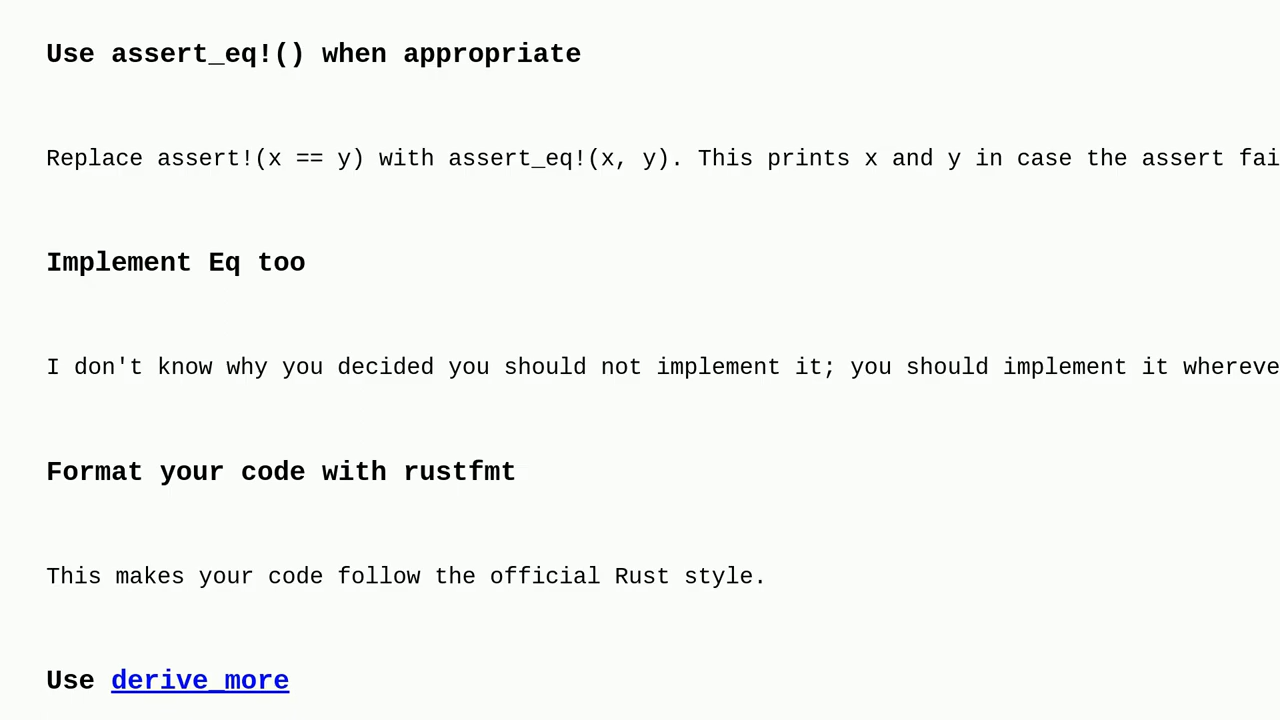 Use assert_eq!() when appropriate
Replace assert!(x == y) with assert_eq!(x, y). This prints x and y in case the assert fai
Implement Eq too
I don't know why you decided you should not implement it; you should implement it whereve
Format your code with rustfmt
This makes your code follow the official Rust style.
Use derive_more